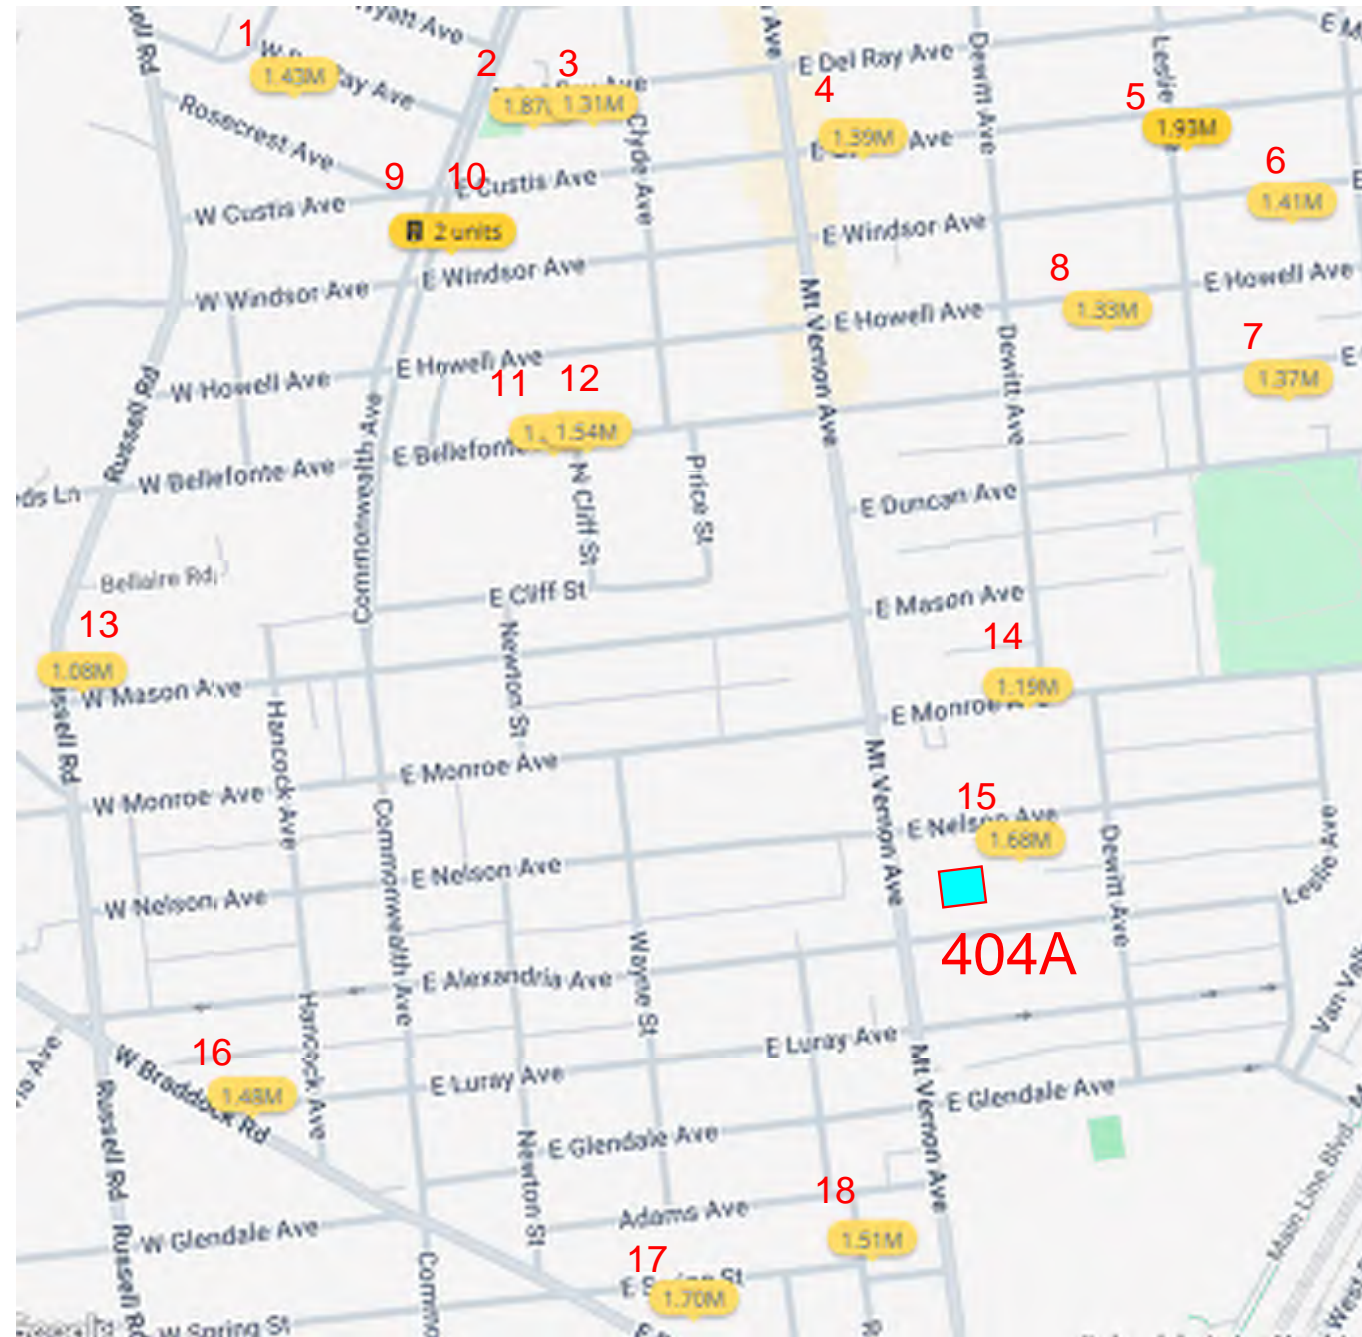 Wyatt Ave
1
2
3
4
5
6
7
8
9
10
11
12
13
14
15
16
17
18
404A
1.43M
1.31M
1.39M
1.93M
1.41M
2 units
1.33M
1.37M
1.54M
1.08M
1.19M
1.68M
1.48M
1.51M
1.70M
E Del Ray Ave
Dewitt Ave
Leslie
Rosecrest Ave
Clyde Ave
W Custis Ave
E Custis Ave
E Windsor Ave
W Windsor Ave
E Windsor Ave
E Howell Ave
E Howell Ave
Mt Vernon Ave
Dewitt Ave
E Howell Ave
W Howell Ave
Russell Rd
Commonwealth Ave
W Bellefonte Ave
N Cliff St
Price St
E Duncan Ave
Bellaire Rd
E Cliff St
E Mason Ave
Newton St
W Mason Ave
Hancock Ave
E Monroe Ave
W Monroe Ave
Mt Vernon Ave
E Nelson Ave
Dewitt Ave
Leslie Ave
Commonwealth Ave
E Nelson Ave
W Nelson Ave
Wayne St
E Alexandria Ave
Hancock Ave
E Luray Ave
W Braddock Rd
E Luray Ave
Mt Vernon Ave
E Glendale Ave
Russell Rd
Newton St
E Glendale Ave
Adams Ave
W Glendale Ave
Main Line Blvd
Russell Rd
W Spring St